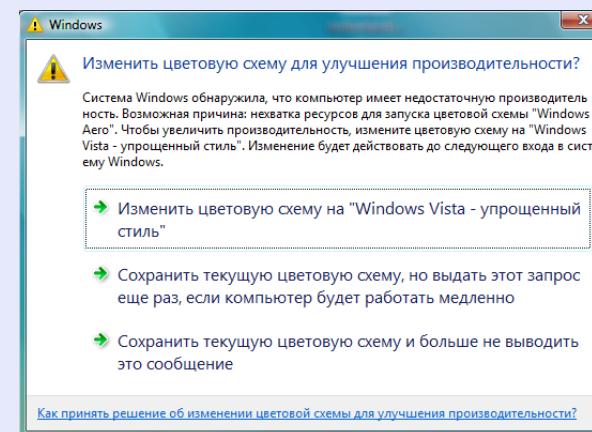 Windows
Изменить цветовую схему для улучшения производительности?
Система Windows обнаружила, что компьютер имеет недостаточную производитель
ность. Возможная причина: нехватка ресурсов для запуска цветовой схемы "Windows
Aero". Чтобы увеличить производительность, измените цветовую схему на "Windows
Vista - упрощенный стиль". Изменение будет действовать до следующего входа в сист
ему Windows.
Изменить цветовую схему на "Windows Vista - упрощенный
стиль"
Сохранить текущую цветовую схему, но выдать этот запрос
еще раз, если компьютер будет работать медленно
Сохранить текущую цветовую схему и больше не выводить
это сообщение
Как принять решение об изменении цветовой схемы для улучшения производительности?